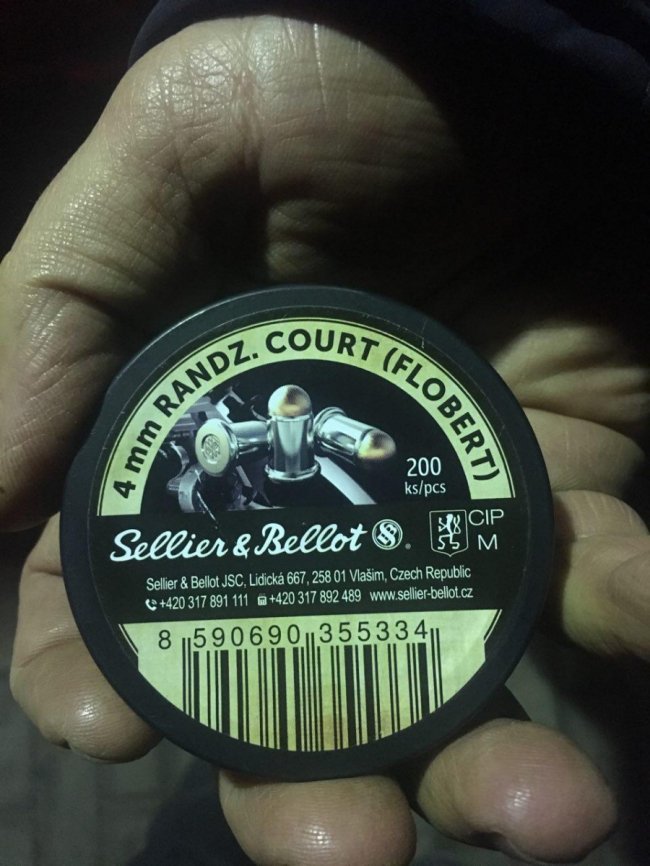 4 mm RANDZ. COURT (FLOBERT)
200
ks/pcs
Sellier & Bellot
CIP
M
Sellier & Bellot JSC, Lidická 667, 258 01 Vlašim, Czech Republic
+420 317 891 111 +420 317 892 489 www.sellier-bellot.cz
8 590690 355334